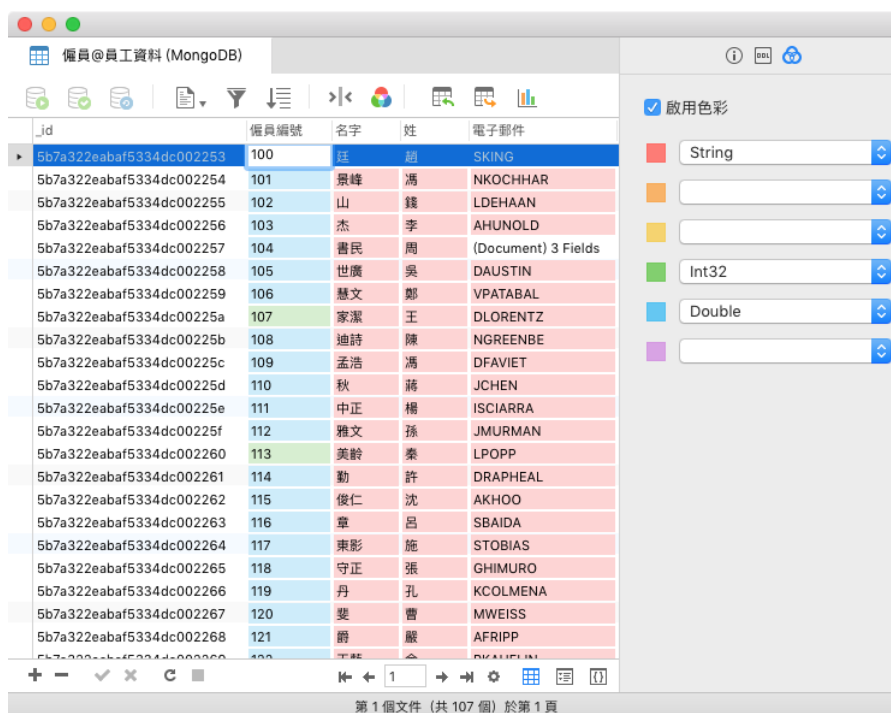 僱員@員工資料 (MongoDB)
DDL
啟用色彩
String
Int32
Double
_id 僱員編號 名字 姓 電子郵件
5b7a322eabaf5334dc002253 100 廷 趙 SKING
5b7a322eabaf5334dc002254 101 景峰 馮 NKOCHHAR
5b7a322eabaf5334dc002255 102 山 錢 LDEHAAN
5b7a322eabaf5334dc002256 103 杰 李 AHUNOLD
5b7a322eabaf5334dc002257 104 書民 周 (Document) 3 Fields
5b7a322eabaf5334dc002258 105 世廣 吳 DAUSTIN
5b7a322eabaf5334dc002259 106 慧文 鄭 VPATABAL
5b7a322eabaf5334dc00225a 107 家潔 王 DLORENTZ
5b7a322eabaf5334dc00225b 108 迪詩 陳 NGREENBE
5b7a322eabaf5334dc00225c 109 孟浩 馮 DFAVIET
5b7a322eabaf5334dc00225d 110 秋 蔣 JCHEN
5b7a322eabaf5334dc00225e 111 中正 楊 ISCIARRA
5b7a322eabaf5334dc00225f 112 雅文 孫 JMURMAN
5b7a322eabaf5334dc002260 113 美齡 秦 LPOPP
5b7a322eabaf5334dc002261 114 勤 許 DRAPHEAL
5b7a322eabaf5334dc002262 115 俊仁 沈 AKHOO
5b7a322eabaf5334dc002263 116 章 呂 SBAIDA
5b7a322eabaf5334dc002264 117 東影 施 STOBIAS
5b7a322eabaf5334dc002265 118 守正 張 GHIMURO
5b7a322eabaf5334dc002266 119 丹 孔 KCOLMENA
5b7a322eabaf5334dc002267 120 斐 曹 MWEISS
5b7a322eabaf5334dc002268 121 爵 嚴 AFRIPP
1
第 1 個文件（共 107 個）於第 1 頁